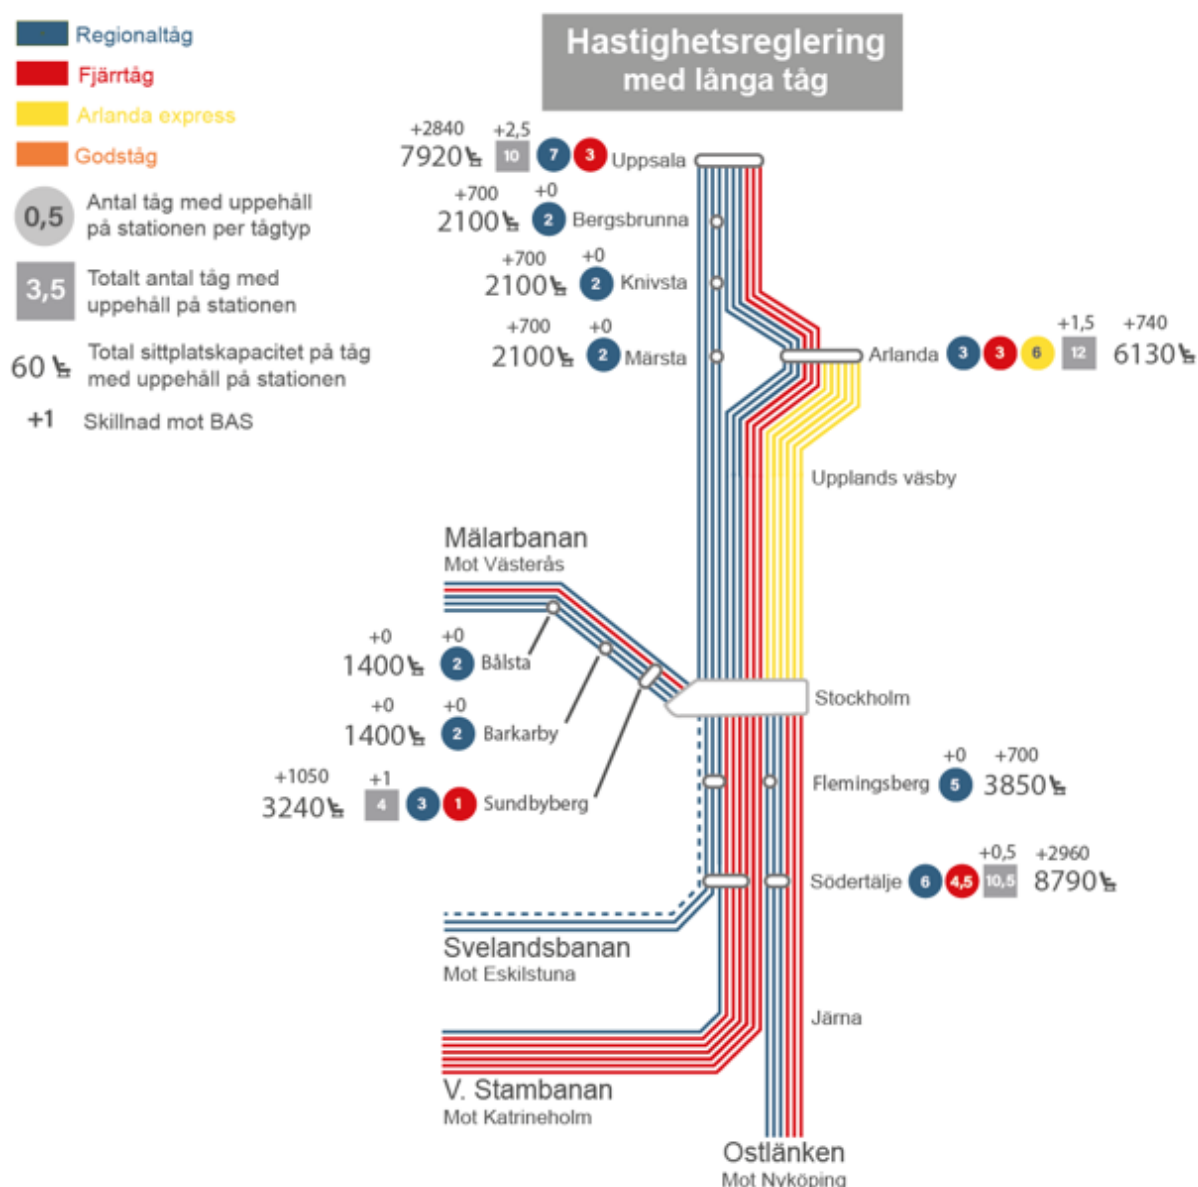 Regionaltåg
Fjärrtåg
Arlanda express
Godståg
0,5
Antal tåg med uppehåll
på stationen per tågtyp
3,5
Totalt antal tåg med
uppehåll på stationen
60
Total sittplatskapacitet på tåg
med uppehåll på stationen
+1
Skillnad mot BAS
Hastighetsreglering
med långa tåg
+2840 +2,5
7920 10 7 3 Uppsala
+700 +0
2100 2 Bergsbrunna
+700 +0
2100 2 Knivsta
+700 +0
2100 2 Märsta
+1,5 +740
Arlanda 3 3 6 12 6130
Upplands väsby
Mälarbanan
Mot Västerås
+0 +0
1400 2 Bålsta
+0 +0
1400 2 Barkarby
+1050 +1
3240 4 3 1 Sundbyberg
Stockholm
+0 +700
Flemingsberg 5 3850
+0,5 +2960
Södertälje 6 4,5 10,5 8790
Svelandsbanan
Mot Eskilstuna
Järna
V. Stambanan
Mot Katrineholm
Ostlänken
Mot Nyköping